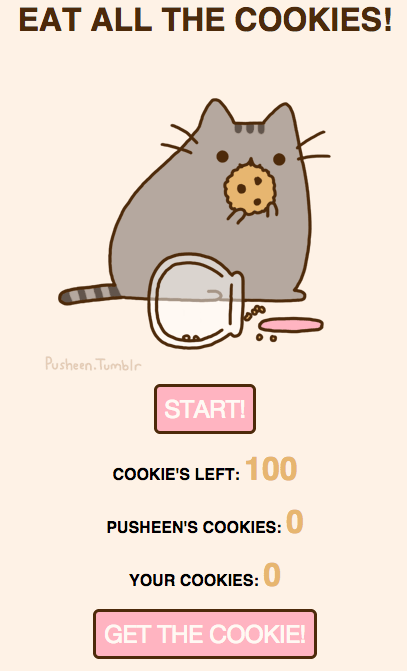 EAT ALL THE COOKIES!
Pusheen.Tumblr
START!
COOKIE'S LEFT: 100
PUSHEEN'S COOKIES: 0
YOUR COOKIES: 0
GET THE COOKIE!